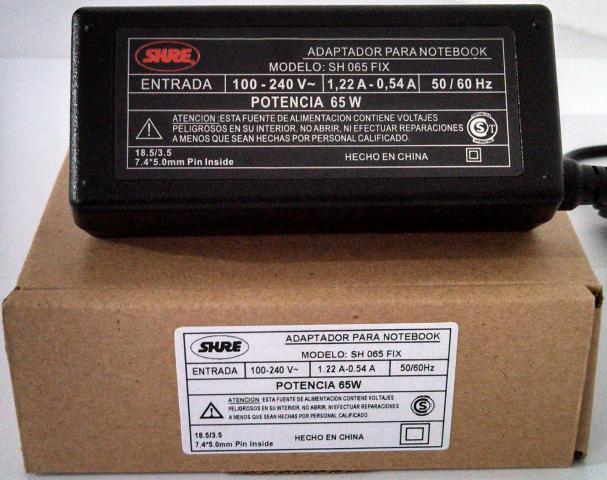 SHRE
ADAPTADOR PARA NOTEBOOK
MODELO: SH 065 FIX
ENTRADA 100 - 240 V~ 1,22 A - 0,54 A 50 / 60 Hz
POTENCIA 65 W
ATENCION :ESTA FUENTE DE ALIMENTACION CONTIENE VOLTAJES
PELIGROSOS EN SU INTERIOR. NO ABRIR, NI EFECTUAR REPARACIONES
A MENOS QUE SEAN HECHAS POR PERSONAL CALIFICADO.
18.5/3.5
7.4*5.0mm Pin Inside
HECHO EN CHINA
SHRE
ADAPTADOR PARA NOTEBOOK
MODELO: SH 065 FIX
ENTRADA 100-240 V~ 1.22 A-0.54 A 50/60Hz
POTENCIA 65W
ATENCION ESTA FUENTE DE ALIMENTACION CONTIENE VOLTAJES
PELIGROSOS EN SU INTERIOR. NO ABRIR, NI EFECTUAR REPARACIONES
A MENOS QUE SEAN HECHAS POR PERSONAL CALIFICADO.
18.5/3.5
7.4*5.0mm Pin Inside
HECHO EN CHINA